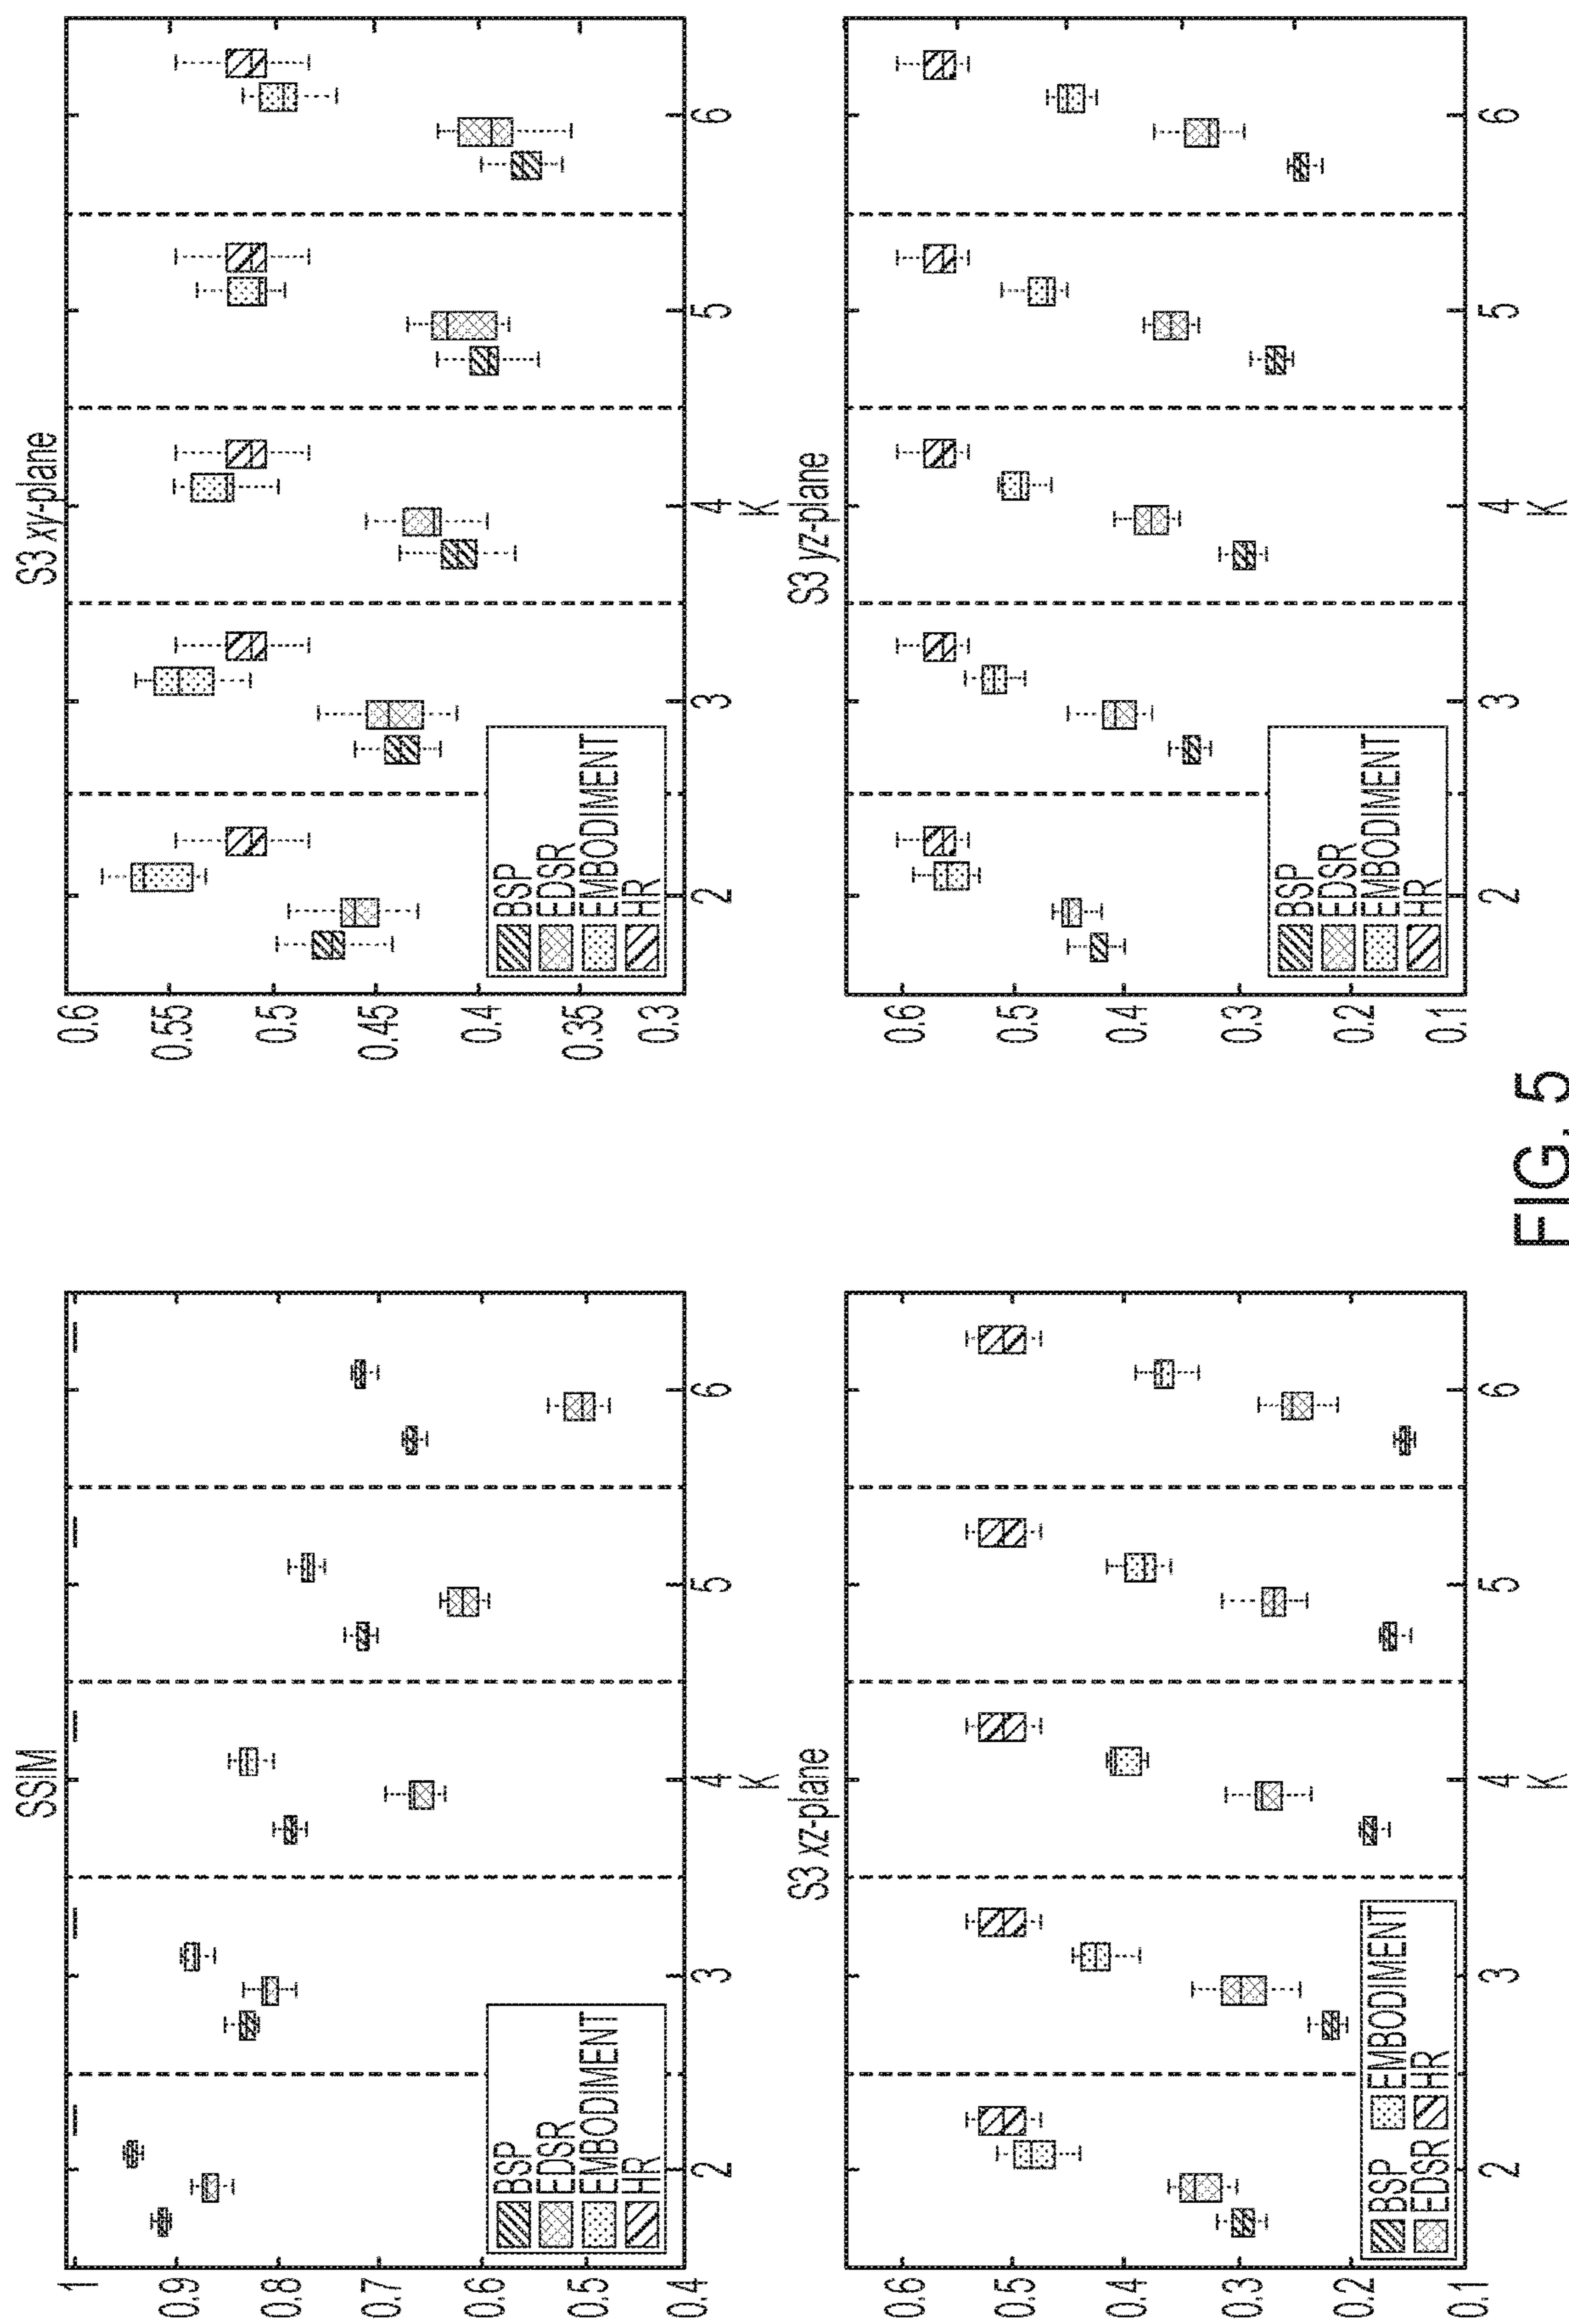 SSIM
1
0.9
0.8
0.7
0.6
0.5
0.4
BSP
EDSR
EMBODIMENT
HR
2 3 4 5 6
K
S3 xy-plane
0.6
0.55
0.5
0.45
0.4
0.35
0.3
BSP
EDSR
EMBODIMENT
HR
2 3 4 5 6
K
S3 xz-plane
0.6
0.5
0.4
0.3
0.2
0.1
BSP EMBODIMENT
EDSR HR
2 3 4 5 6
K
S3 yz-plane
0.6
0.5
0.4
0.3
0.2
0.1
BSP
EDSR
EMBODIMENT
HR
2 3 4 5 6
K
FIG. 5